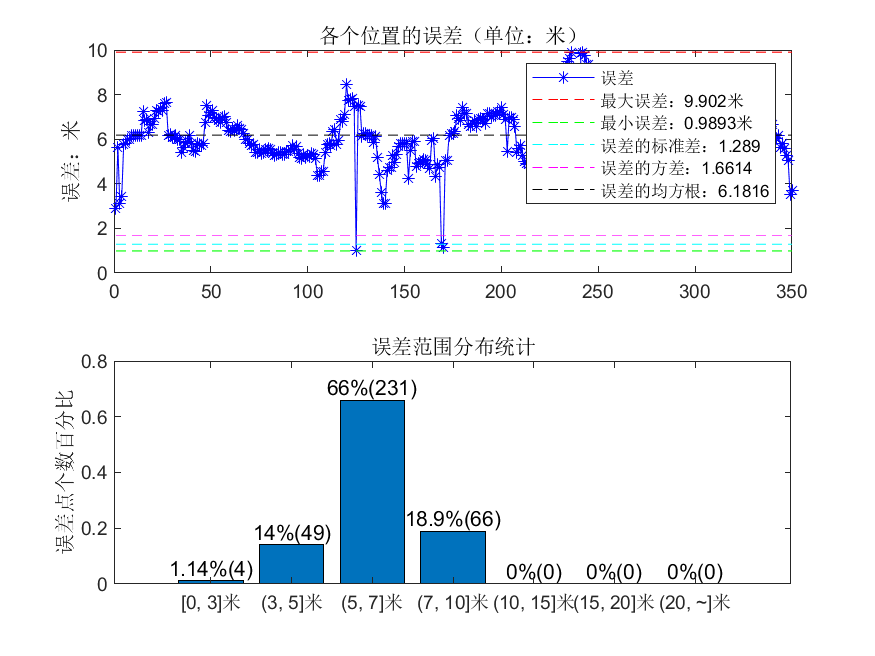 各个位置的误差（单位：米）
误差：米
10
8
6
4
2
0
0 50 100 150 200 250 300 350
误差
最大误差：9.902米
最小误差：0.9893米
误差的标准差：1.289
误差的方差：1.6614
误差的均方根：6.1816
误差范围分布统计
误差点个数百分比
0.8
0.6
0.4
0.2
0
1.14%(4) 14%(49) 66%(231) 18.9%(66) 0%(0) 0%(0) 0%(0)
[0, 3]米 (3, 5]米 (5, 7]米 (7, 10]米 (10, 15]米 (15, 20]米 (20, ~]米